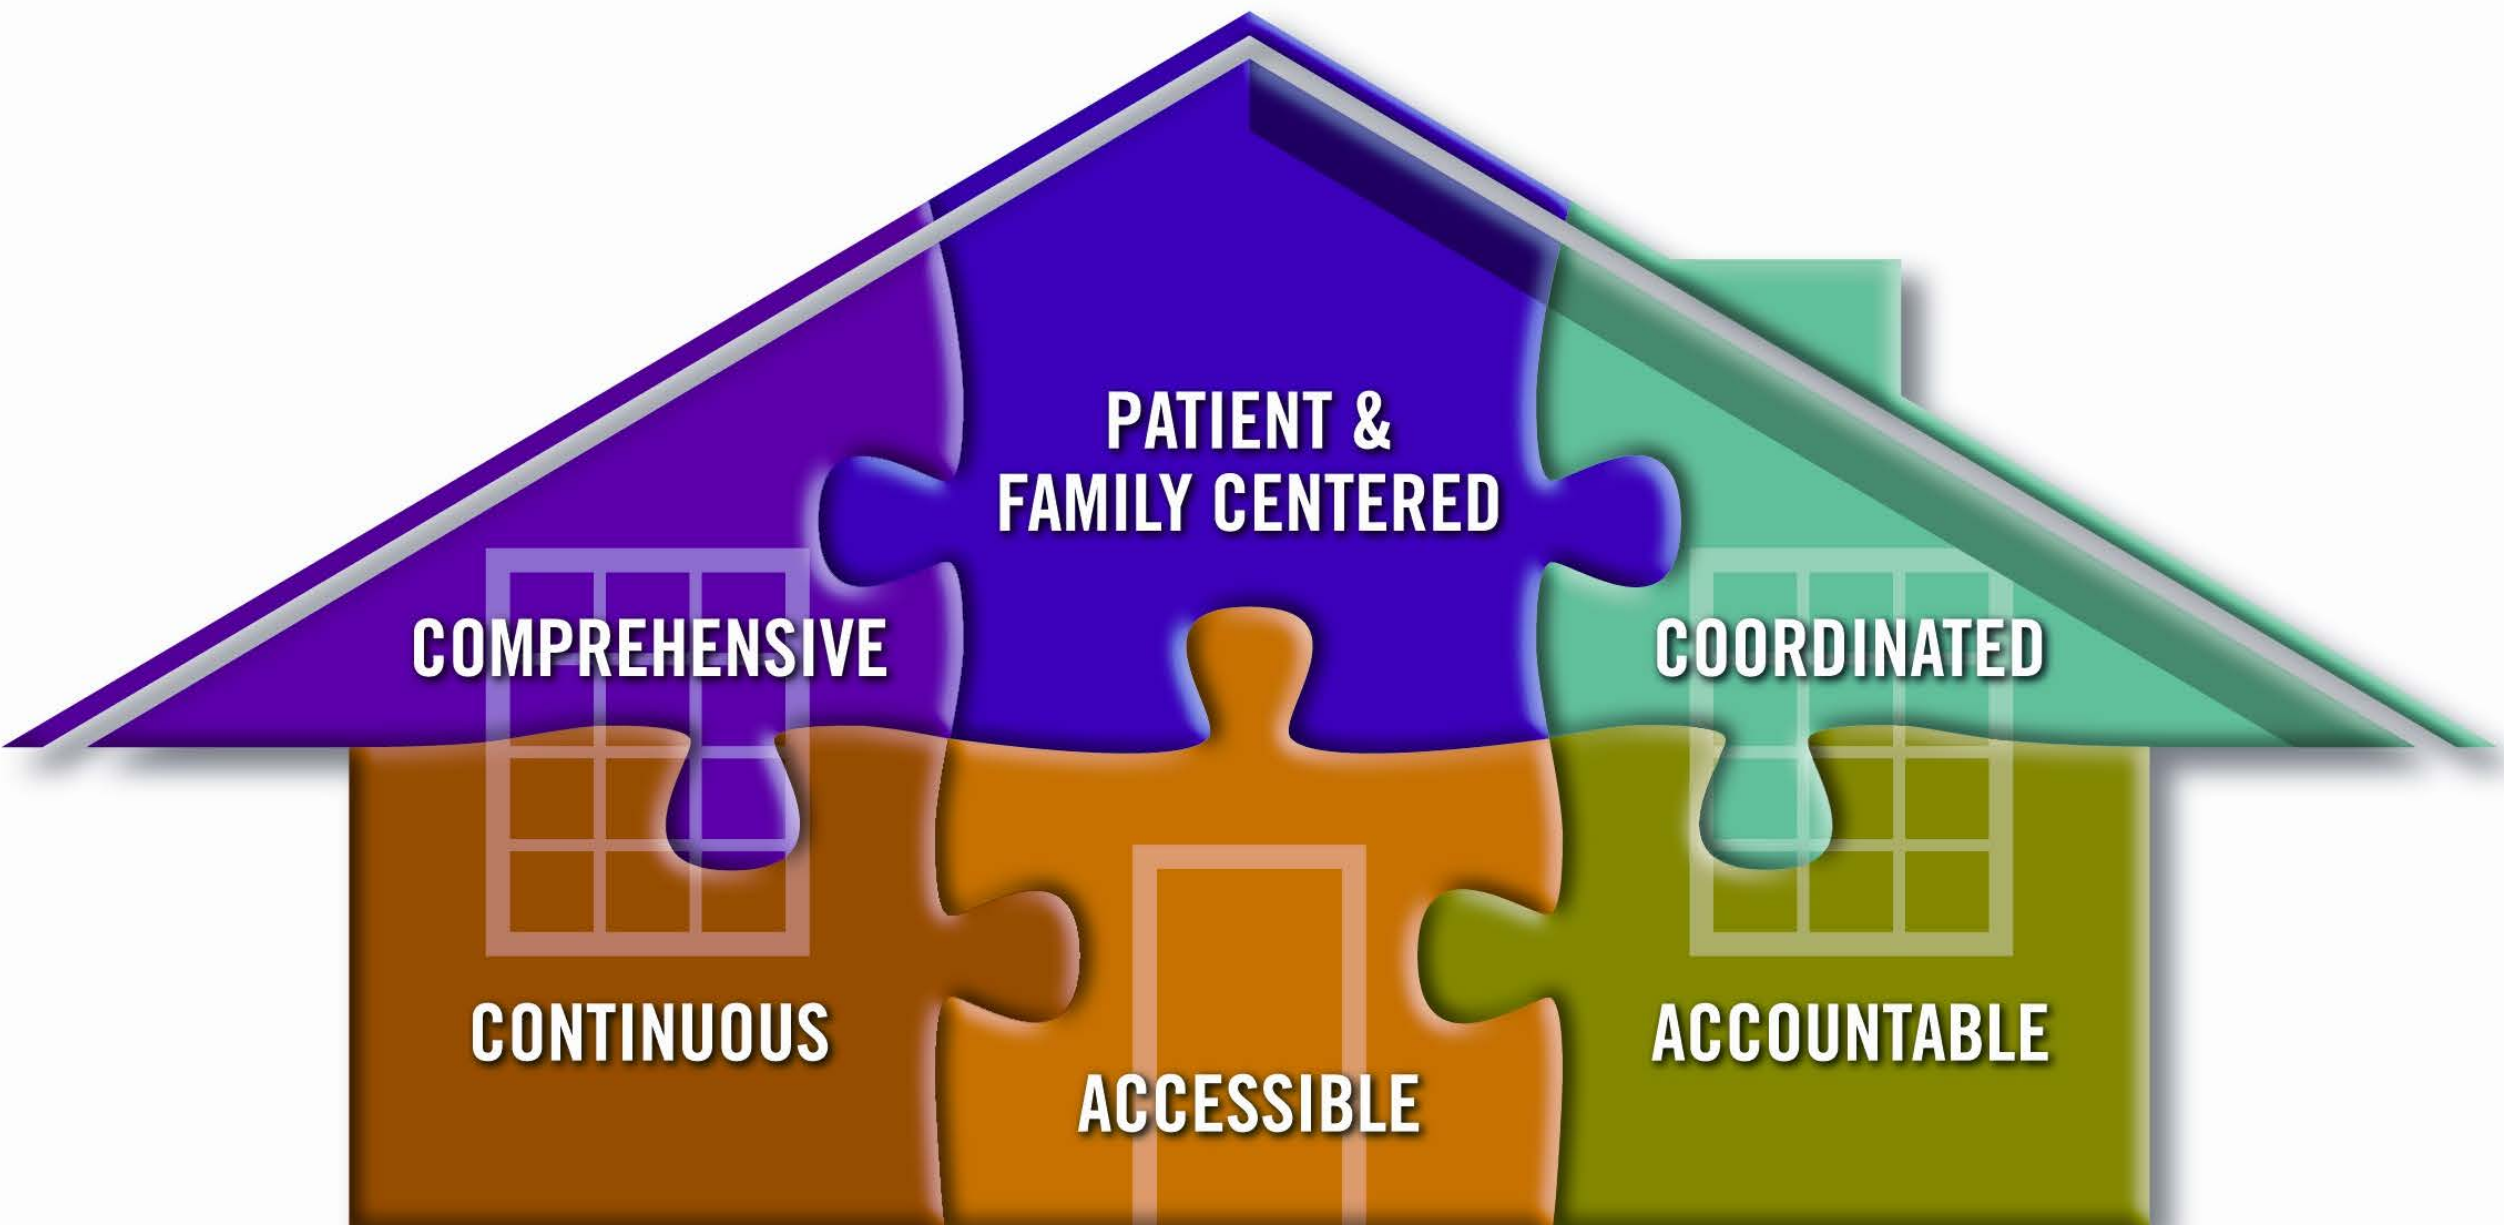 PATIENT &
FAMILY CENTERED
COMPREHENSIVE
COORDINATED
CONTINUOUS
ACCESSIBLE
ACCOUNTABLE